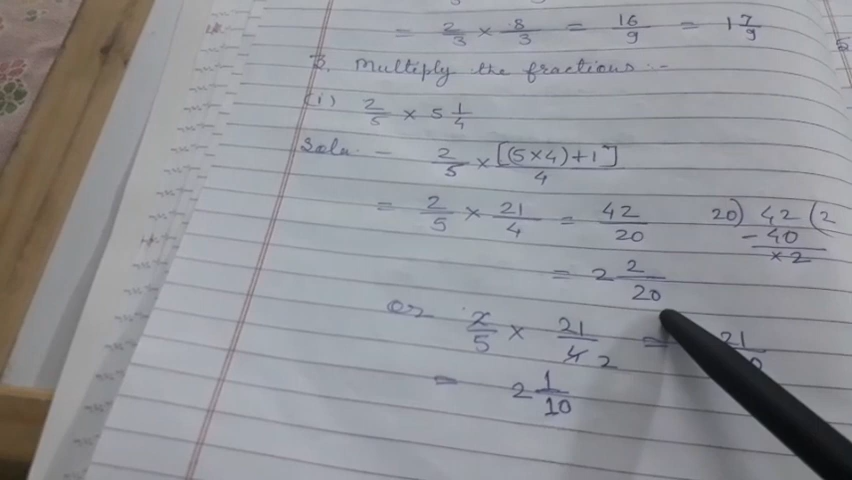 = 2/3 × 8/3 = 16/9 = 1 7/9
3. Multiply the fractions:-
(i) 2/5 × 5 1/4
Soln. - 2/5 × [(5×4)+1]/4
= 2/5 × 21/4 = 42/20 20) 42 (2
- 40
× 2
= 2 2/20
or 2/5 × 21/4 2 = 21/
= 2 1/10